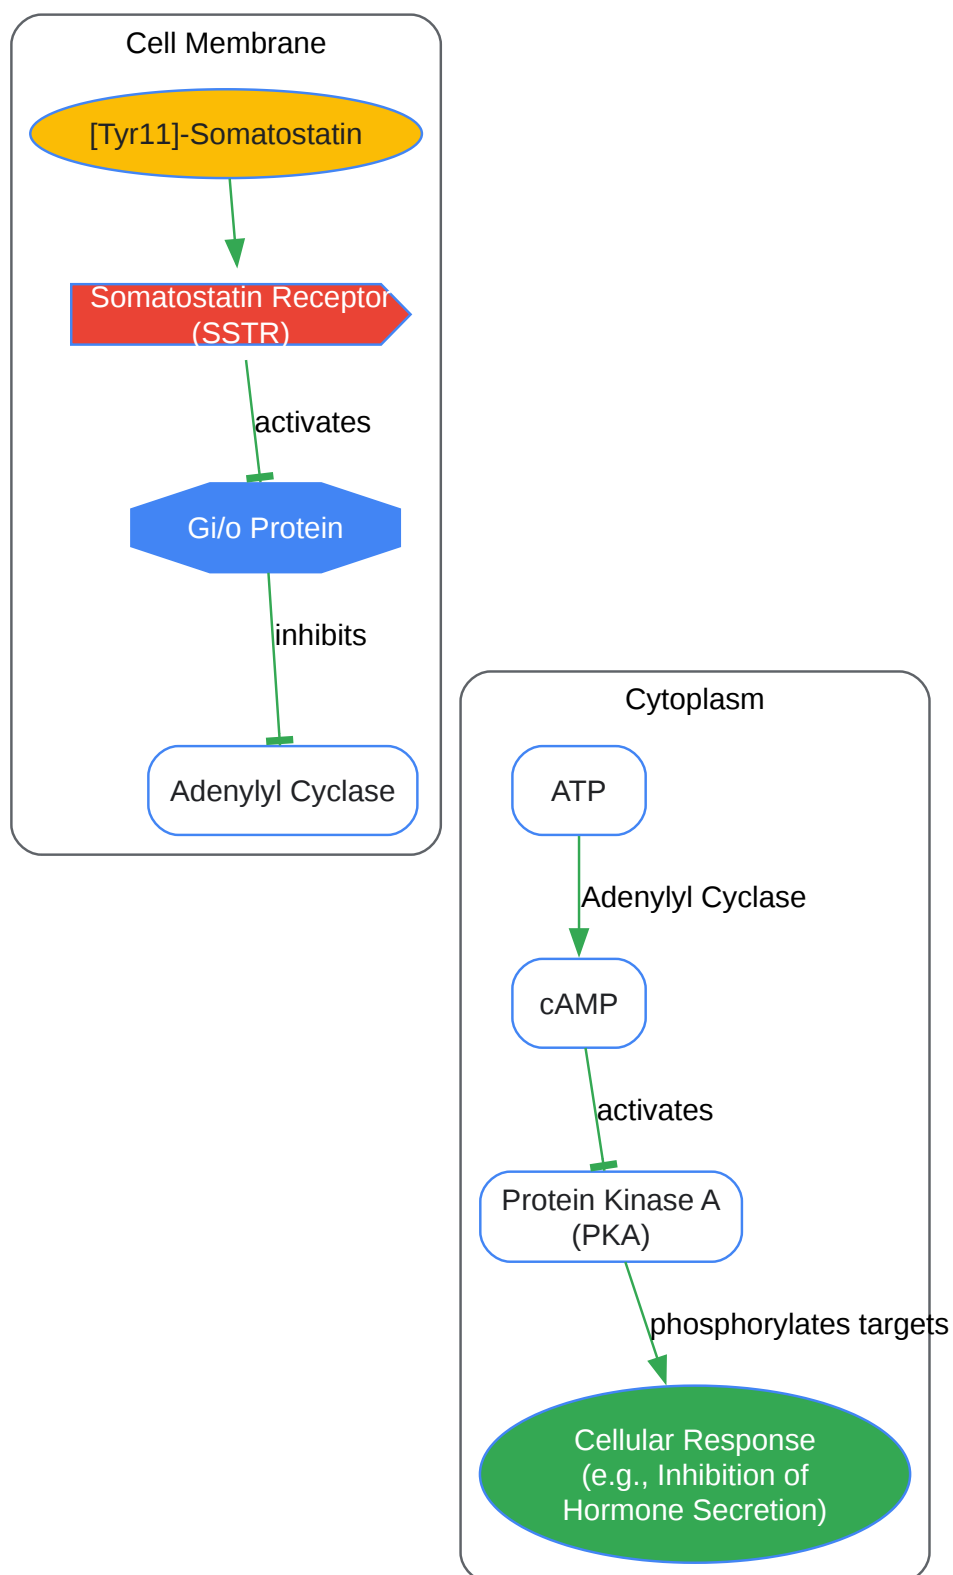 Cell Membrane
[Tyr11]-Somatostatin
Somatostatin Receptor
(SSTR)
activates
Gi/o Protein
inhibits
Adenylyl Cyclase
Cytoplasm
ATP
Adenylyl Cyclase
cAMP
activates
Protein Kinase A
(PKA)
phosphorylates targets
Cellular Response
(e.g., Inhibition of
Hormone Secretion)